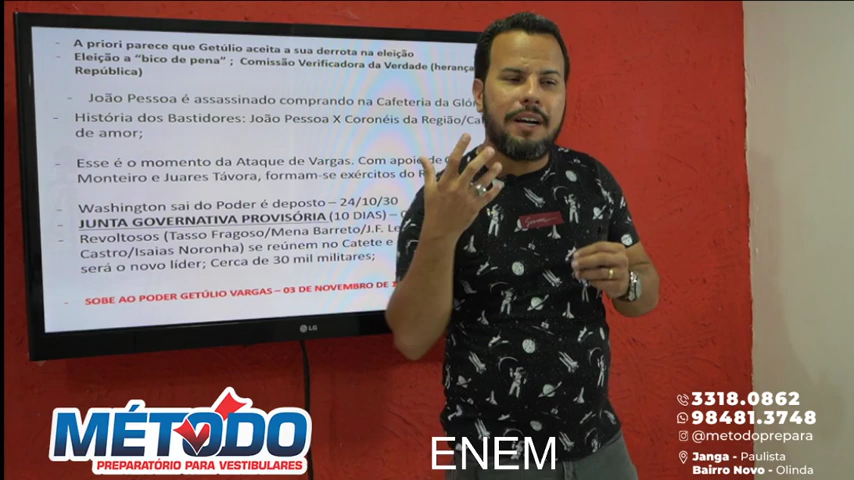 - A priori parece que Getúlio aceita a sua derrota na eleição
- Eleição a "bico de pena" ; Comissão Verificadora da Verdade (herança
República)
- João Pessoa é assassinado comprando na Cafeteria da
- História dos Bastidores: João Pessoa X Coronéis da Região/
de amor;
- Esse é o momento da Ataque de Vargas. Com apoio de
Monteiro e Juares Távora, formam-se exércitos do
- Washington sai do Poder é deposto – 24/10/30
- JUNTA GOVERNATIVA PROVISÓRIA (10 DIAS) –
- Revoltosos (Tasso Fragoso/Mena Barreto/J.F.
Castro/Isaias Noronha) se reúnem no Catete e
será o novo líder; Cerca de 30 mil militares;
- SOBE AO PODER GETÚLIO VARGAS – 03 DE NOVEMBRO DE
LG
MÉTODO
PREPARATÓRIO PARA VESTIBULARES
ENEM
3318.0862
98481.3748
@metodoprepara
Janga - Paulista
Bairro Novo - Olinda